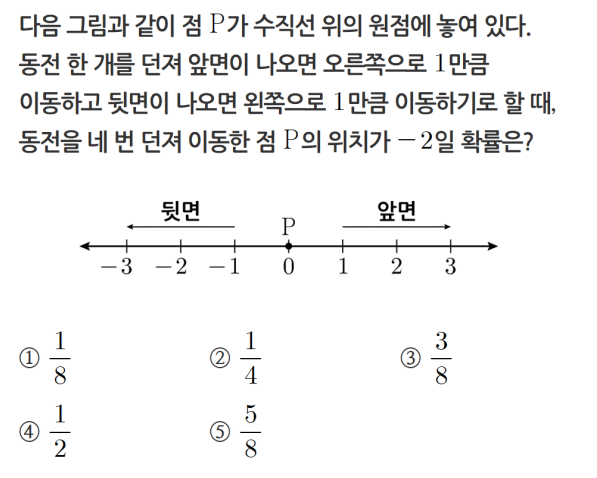 다음 그림과 같이 점 P가 수직선 위의 원점에 놓여 있다.
동전 한 개를 던져 앞면이 나오면 오른쪽으로 1만큼
이동하고 뒷면이 나오면 왼쪽으로 1만큼 이동하기로 할 때,
동전을 네 번 던져 이동한 점 P의 위치가 −2일 확률은?
뒷면 P 앞면
−3 −2 −1 0 1 2 3
① 1/8 ② 1/4 ③ 3/8
④ 1/2 ⑤ 5/8